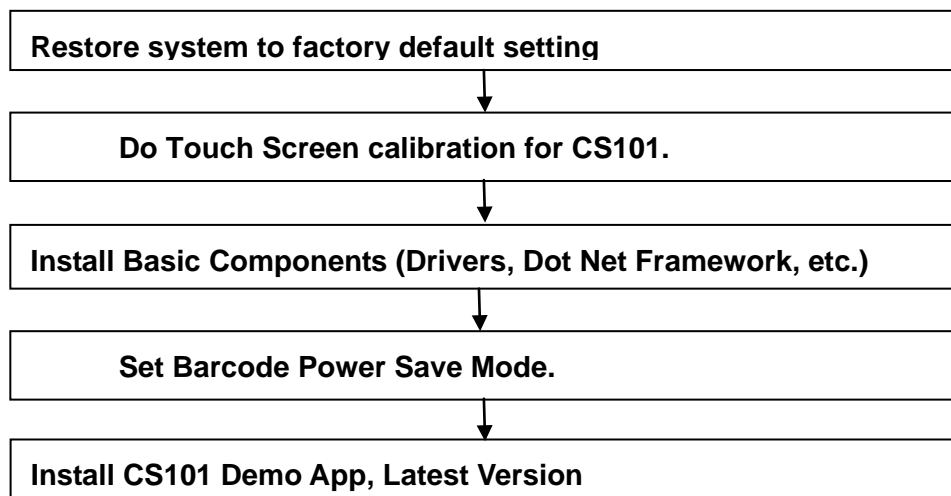 Restore system to factory default setting
Do Touch Screen calibration for CS101.
Install Basic Components (Drivers, Dot Net Framework, etc.)
Set Barcode Power Save Mode.
Install CS101 Demo App, Latest Version